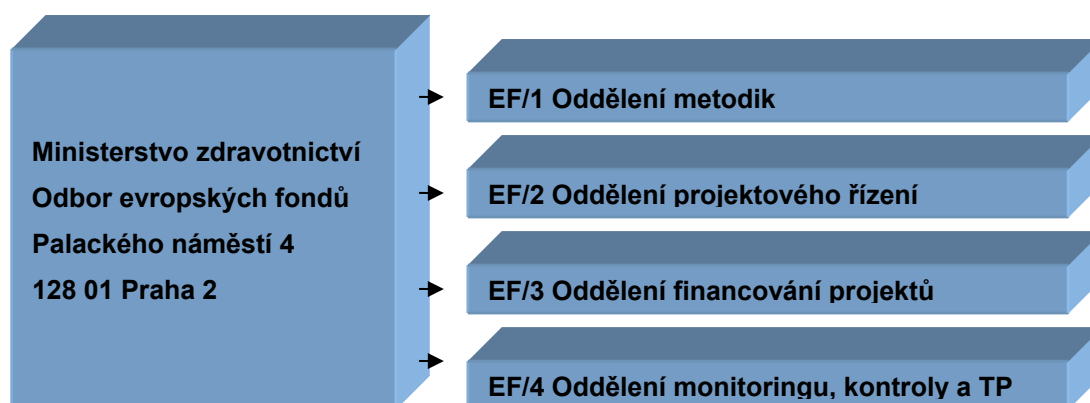 Ministerstvo zdravotnictví
Odbor evropských fondů
Palackého náměstí 4
128 01 Praha 2
EF/1 Oddělení metodik
EF/2 Oddělení projektového řízení
EF/3 Oddělení financování projektů
EF/4 Oddělení monitoringu, kontroly a TP